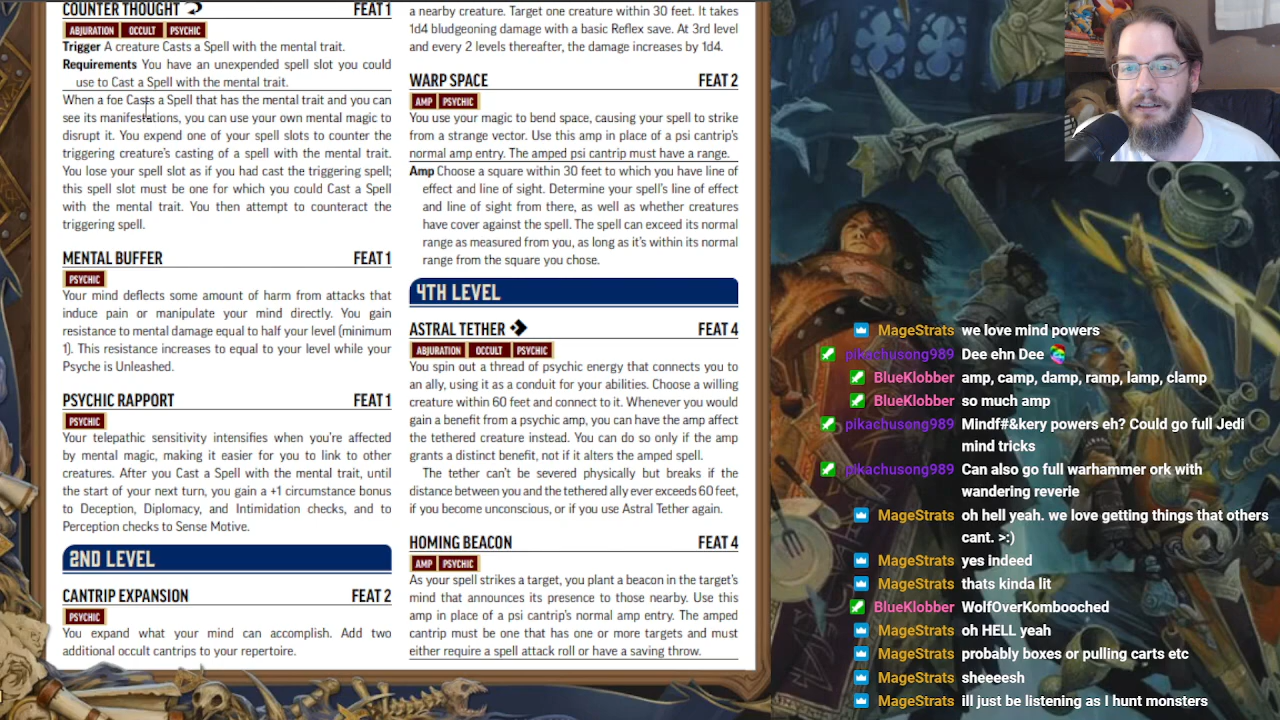 COUNTER THOUGHT FEAT 1
ABJURATION OCCULT PSYCHIC
Trigger A creature Casts a Spell with the mental trait.
Requirements You have an unexpended spell slot you could
use to Cast a Spell with the mental trait.
When a foe Casts a Spell that has the mental trait and you can
see its manifestations, you can use your own mental magic to
disrupt it. You expend one of your spell slots to counter the
triggering creature's casting of a spell with the mental trait.
You lose your spell slot as if you had cast the triggering spell;
this spell slot must be one for which you could Cast a Spell
with the mental trait. You then attempt to counteract the
triggering spell.
MENTAL BUFFER FEAT 1
PSYCHIC
Your mind deflects some amount of harm from attacks that
induce pain or manipulate your mind directly. You gain
resistance to mental damage equal to half your level (minimum
1). This resistance increases to equal to your level while your
Psyche is Unleashed.
PSYCHIC RAPPORT FEAT 1
PSYCHIC
Your telepathic sensitivity intensifies when you're affected
by mental magic, making it easier for you to link to other
creatures. After you Cast a Spell with the mental trait, until
the start of your next turn, you gain a +1 circumstance bonus
to Deception, Diplomacy, and Intimidation checks, and to
Perception checks to Sense Motive.
2ND LEVEL
CANTRIP EXPANSION FEAT 2
PSYCHIC
You expand what your mind can accomplish. Add two
additional occult cantrips to your repertoire.
a nearby creature. Target one creature within 30 feet. It takes
1d4 bludgeoning damage with a basic Reflex save. At 3rd level
and every 2 levels thereafter, the damage increases by 1d4.
WARP SPACE FEAT 2
AMP PSYCHIC
You use your magic to bend space, causing your spell to strike
from a strange vector. Use this amp in place of a psi cantrip's
normal amp entry. The amped psi cantrip must have a range.
Amp Choose a square within 30 feet to which you have line of
effect and line of sight. Determine your spell's line of effect
and line of sight from there, as well as whether creatures
have cover against the spell. The spell can exceed its normal
range as measured from you, as long as it's within its normal
range from the square you chose.
4TH LEVEL
ASTRAL TETHER FEAT 4
ABJURATION OCCULT PSYCHIC
You spin out a thread of psychic energy that connects you to
an ally, using it as a conduit for your abilities. Choose a willing
creature within 60 feet and connect to it. Whenever you would
gain a benefit from a psychic amp, you can have the amp affect
the tethered creature instead. You can do so only if the amp
grants a distinct benefit, not if it alters the amped spell.
The tether can't be severed physically but breaks if the
distance between you and the tethered ally ever exceeds 60 feet,
if you become unconscious, or if you use Astral Tether again.
HOMING BEACON FEAT 4
AMP PSYCHIC
As your spell strikes a target, you plant a beacon in the target's
mind that announces its presence to those nearby. Use this
amp in place of a psi cantrip's normal amp entry. The amped
cantrip must be one that has one or more targets and must
either require a spell attack roll or have a saving throw.
MageStrats we love mind powers
pikachusong989 Dee ehn Dee
BlueKlobber amp, camp, damp, ramp, lamp, clamp
BlueKlobber so much amp
pikachusong989 Mindf#&kery powers eh? Could go full Jedi
mind tricks
pikachusong989 Can also go full warhammer ork with
wandering reverie
MageStrats oh hell yeah. we love getting things that others
cant. >:)
MageStrats yes indeed
MageStrats thats kinda lit
BlueKlobber WolfOverKombooched
MageStrats oh HELL yeah
MageStrats probably boxes or pulling carts etc
MageStrats sheeeesh
MageStrats ill just be listening as I hunt monsters